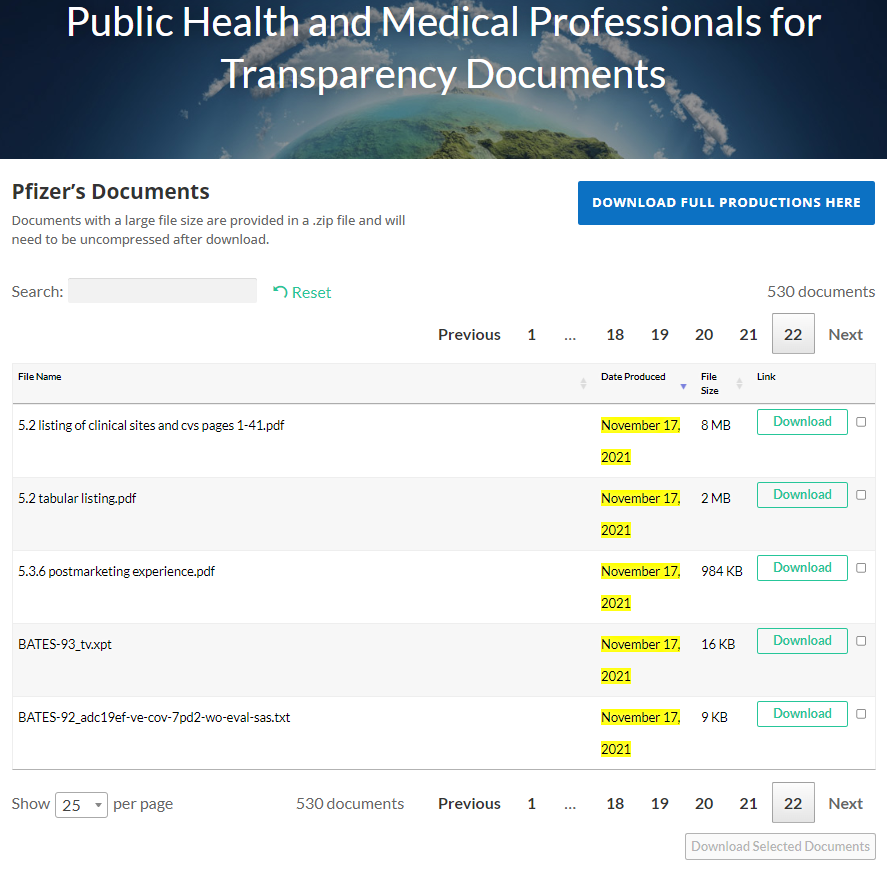 Public Health and Medical Professionals for
Transparency Documents
Pfizer’s Documents
DOWNLOAD FULL PRODUCTIONS HERE
Documents with a large file size are provided in a .zip file and will
need to be uncompressed after download.
Search:
Reset
530 documents
Previous 1 ... 18 19 20 21 22 Next
File Name Date Produced File
Size Link
5.2 listing of clinical sites and cvs pages 1-41.pdf November 17,
2021 8 MB Download
5.2 tabular listing.pdf November 17,
2021 2 MB Download
5.3.6 postmarketing experience.pdf November 17,
2021 984 KB Download
BATES-93_tv.xpt November 17,
2021 16 KB Download
BATES-92_adc19ef-ve-cov-7pd2-wo-eval-sas.txt November 17,
2021 9 KB Download
Show 25 per page 530 documents Previous 1 ... 18 19 20 21 22 Next
Download Selected Documents